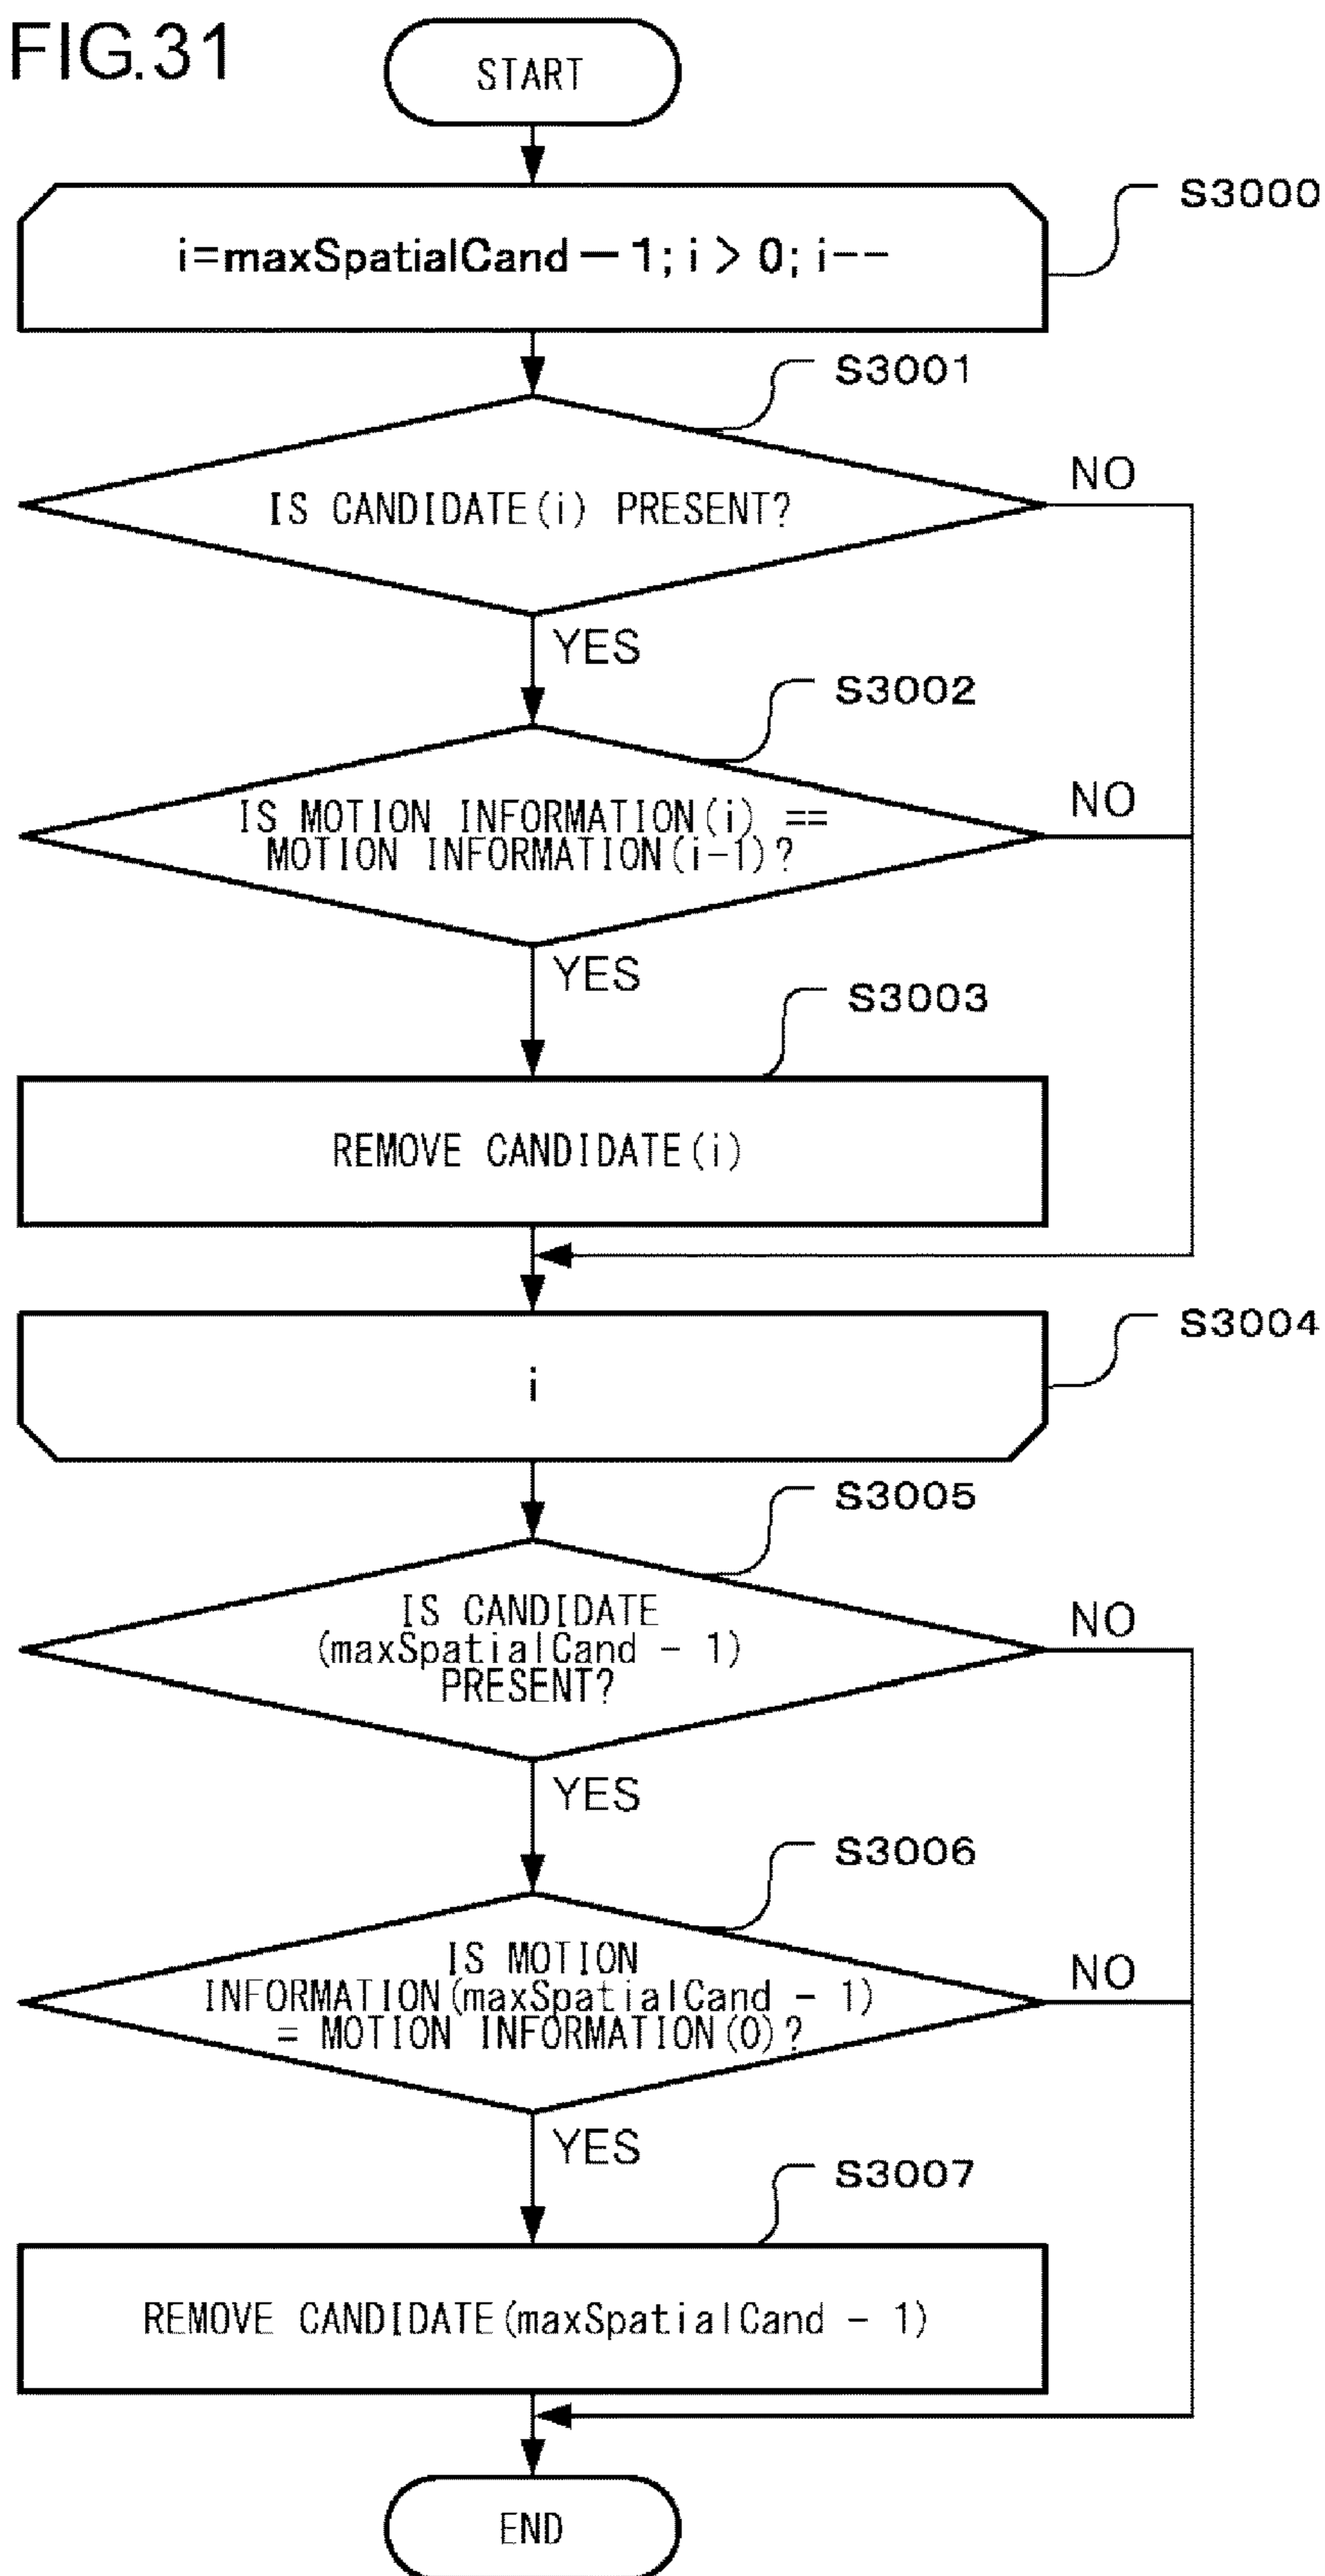 FIG.31
START
S3000
i=maxSpatialCand - 1; i > 0; i--
S3001
IS CANDIDATE(i) PRESENT?
NO
YES
S3002
IS MOTION INFORMATION(i) ==
MOTION INFORMATION(i-1)?
NO
YES
S3003
REMOVE CANDIDATE(i)
S3004
i
S3005
IS CANDIDATE
(maxSpatialCand - 1)
PRESENT?
NO
YES
S3006
IS MOTION
INFORMATION(maxSpatialCand - 1)
= MOTION INFORMATION(0)?
NO
YES
S3007
REMOVE CANDIDATE(maxSpatialCand - 1)
END